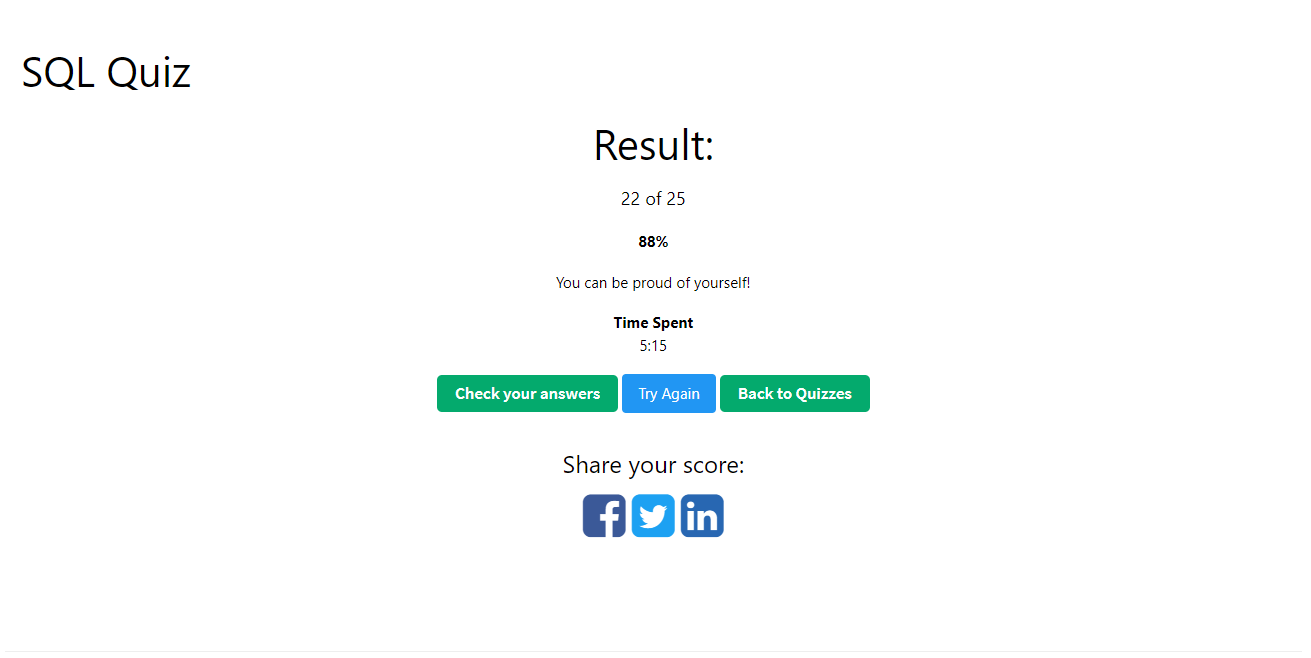 SQL Quiz
Result:
22 of 25
88%
You can be proud of yourself!
Time Spent
5:15
Check your answers Try Again Back to Quizzes
Share your score:
f in